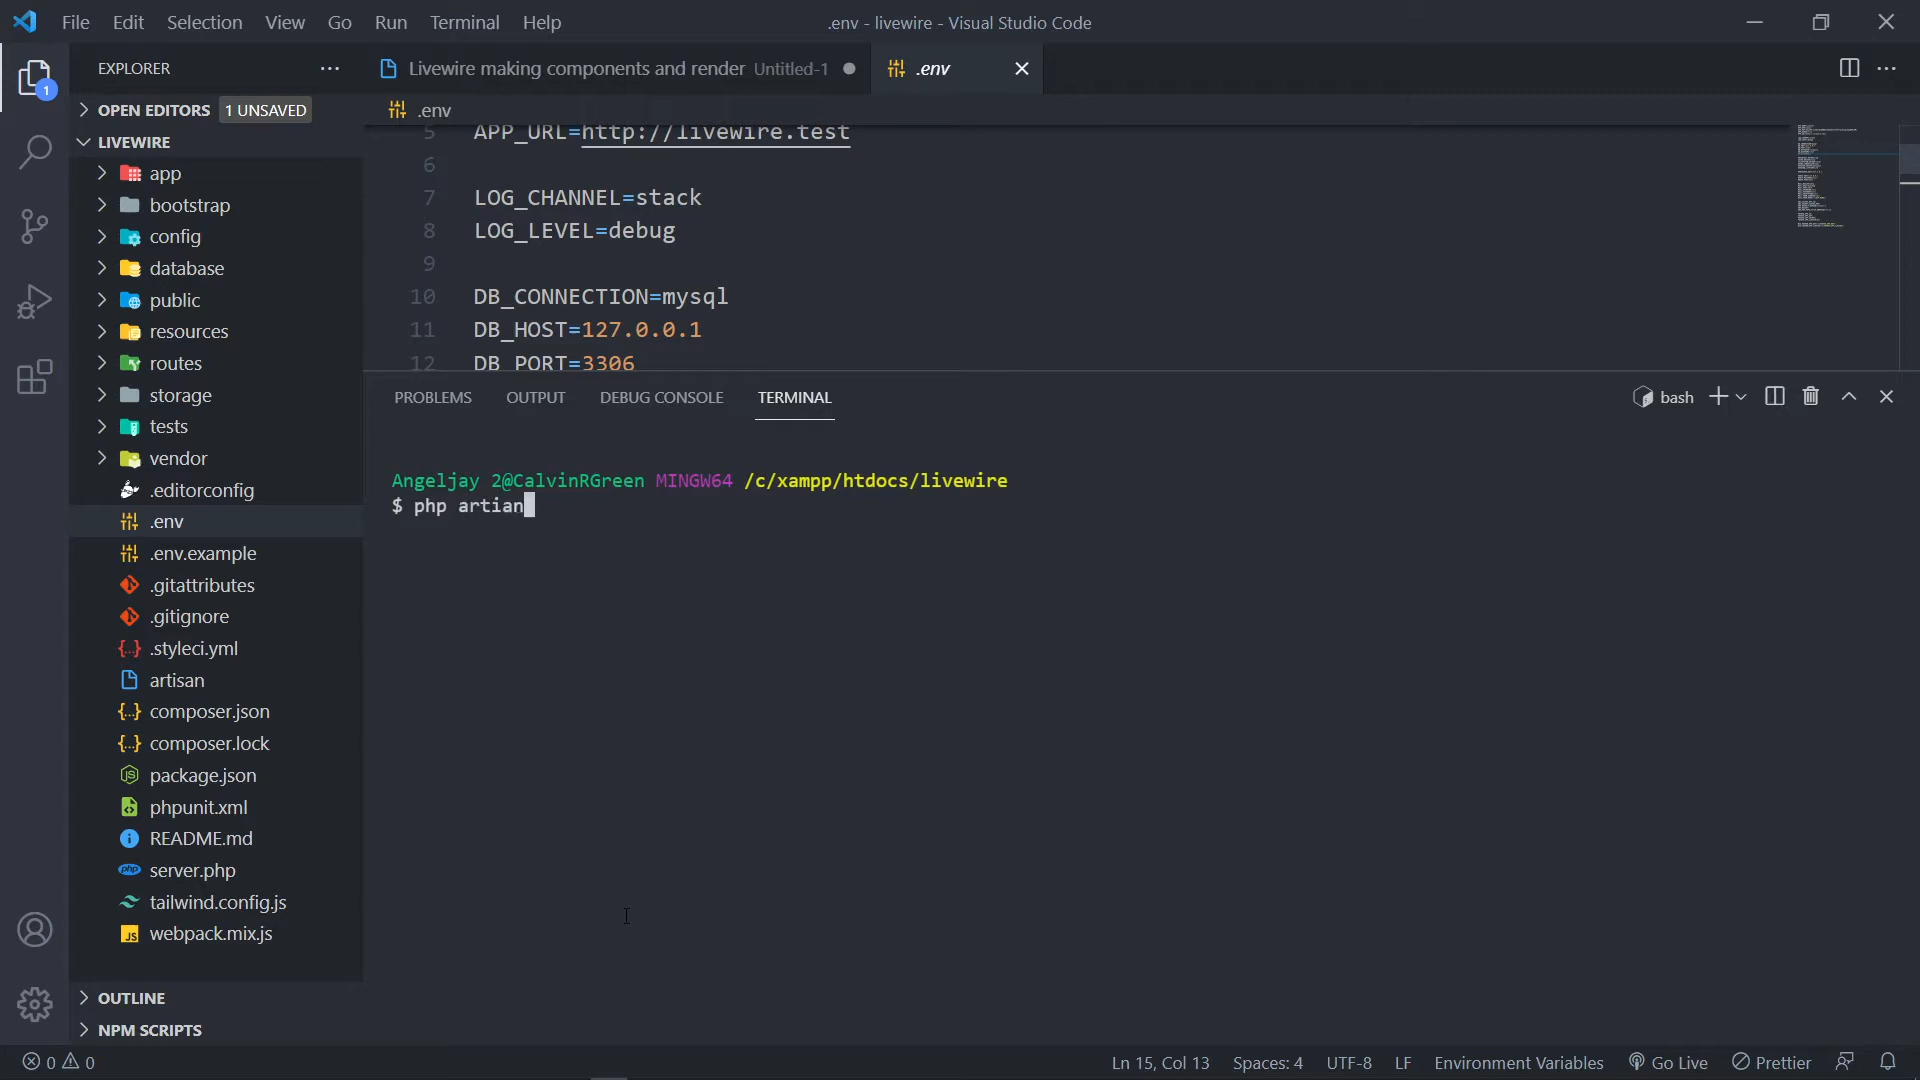 File Edit Selection View Go Run Terminal Help
.env - livewire - Visual Studio Code
EXPLORER
Livewire making components and render Untitled-1
.env
1
OPEN EDITORS 1 UNSAVED
.env
LIVEWIRE
app
bootstrap
config
database
public
resources
routes
storage
tests
vendor
.editorconfig
.env
.env.example
.gitattributes
.gitignore
.styleci.yml
artisan
composer.json
composer.lock
package.json
phpunit.xml
README.md
server.php
tailwind.config.js
webpack.mix.js
OUTLINE
NPM SCRIPTS
5 APP_URL=http://livewire.test
6
7 LOG_CHANNEL=stack
8 LOG_LEVEL=debug
9
10 DB_CONNECTION=mysql
11 DB_HOST=127.0.0.1
12 DB_PORT=3306
PROBLEMS OUTPUT DEBUG CONSOLE TERMINAL
bash
Angeljay 2@CalvinRGreen MINGW64 /c/xampp/htdocs/livewire
$ php artian
0 0
Ln 15, Col 13 Spaces: 4 UTF-8 LF Environment Variables Go Live Prettier